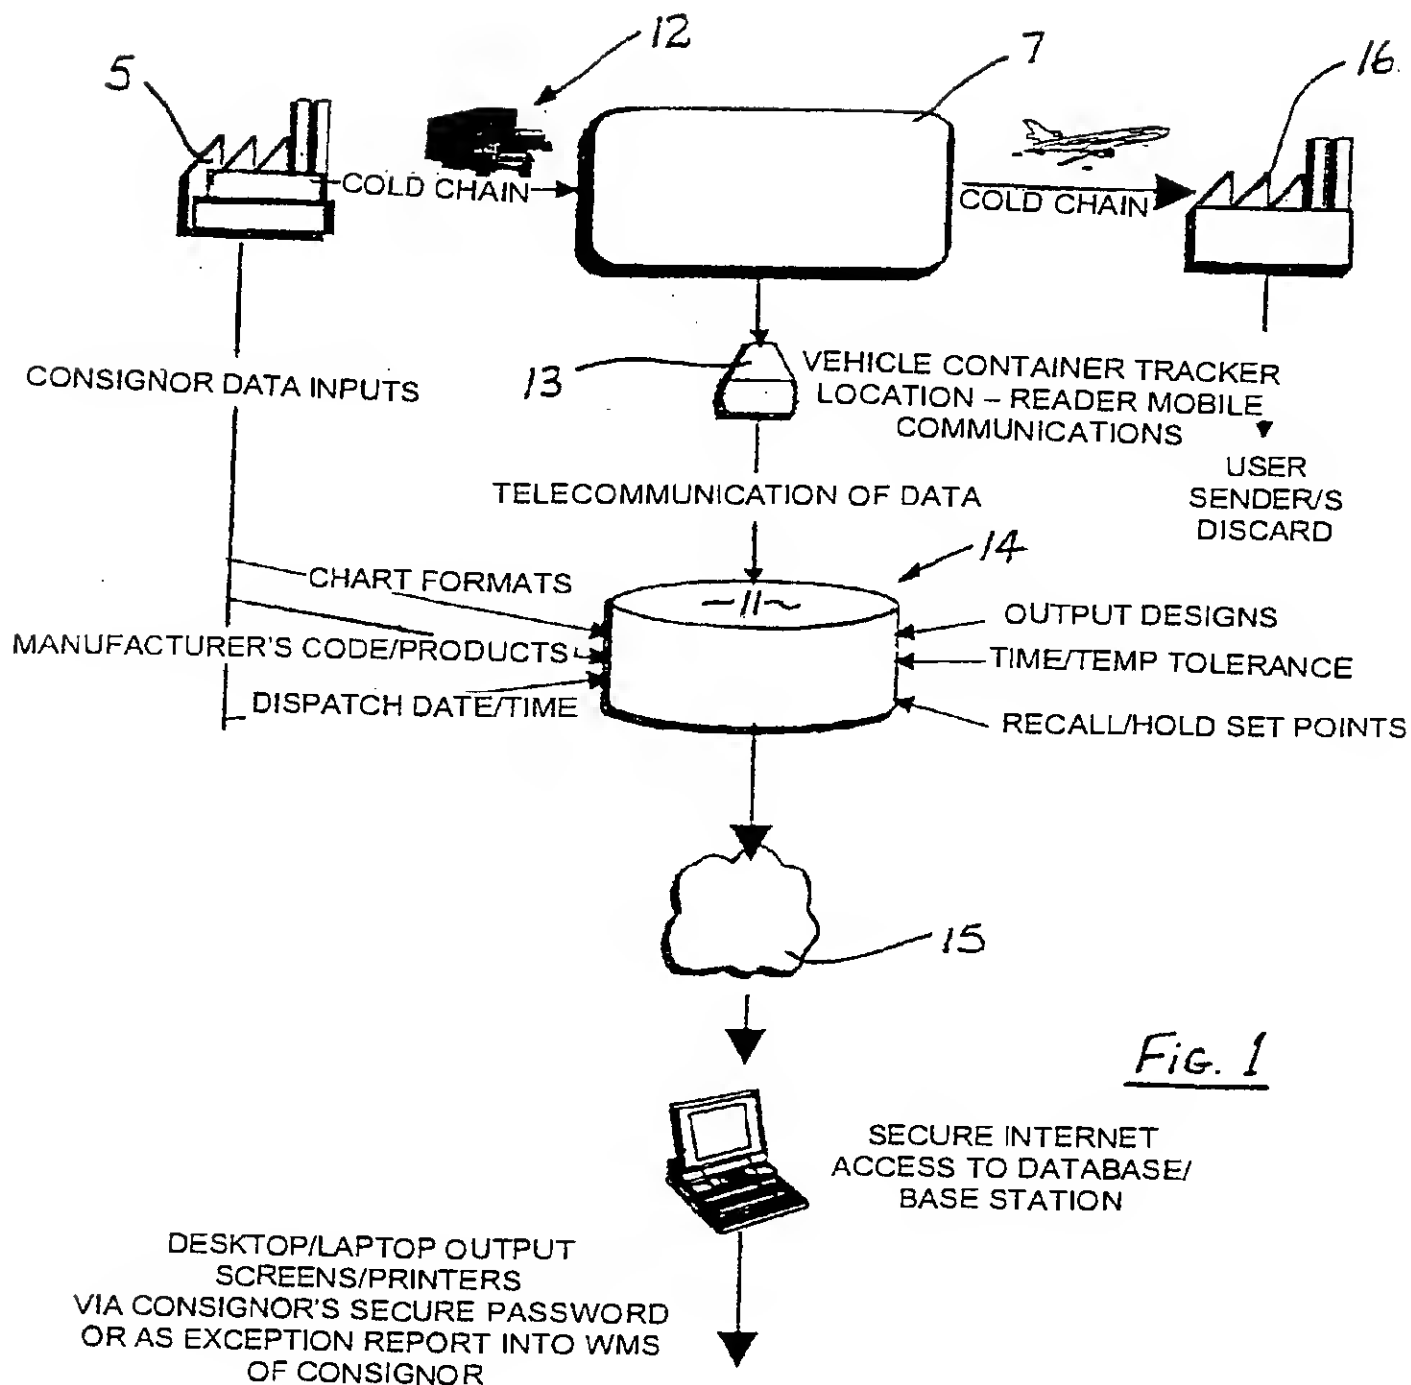 12
7
16
5
COLD CHAIN
COLD CHAIN
CONSIGNOR DATA INPUTS
13
VEHICLE CONTAINER TRACKER
LOCATION – READER MOBILE
COMMUNICATIONS
USER
SENDER/S
DISCARD
TELECOMMUNICATION OF DATA
14
CHART FORMATS
MANUFACTURER'S CODE/PRODUCTS
DISPATCH DATE/TIME
OUTPUT DESIGNS
TIME/TEMP TOLERANCE
RECALL/HOLD SET POINTS
15
FIG. 1
SECURE INTERNET
ACCESS TO DATABASE/
BASE STATION
DESKTOP/LAPTOP OUTPUT
SCREENS/PRINTERS
VIA CONSIGNOR'S SECURE PASSWORD
OR AS EXCEPTION REPORT INTO WMS
OF CONSIGNOR